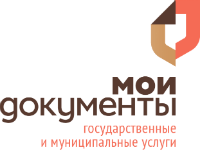 мои
документы
государственные
и муниципальные услуги